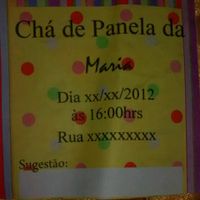 Chá de Panela da
Maria
Dia xx/xx/2012
às 16:00hrs
Rua xxxxxxxxx
Sugestão: